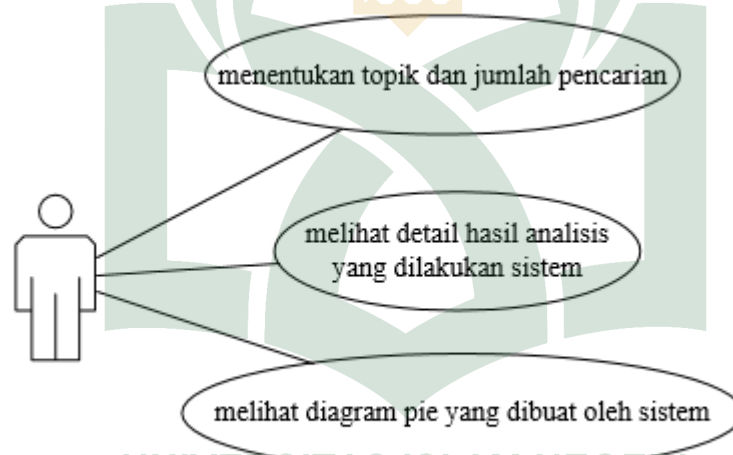 menentukan topik dan jumlah pencarian
melihat detail hasil analisis
yang dilakukan sistem
melihat diagram pie yang dibuat oleh sistem